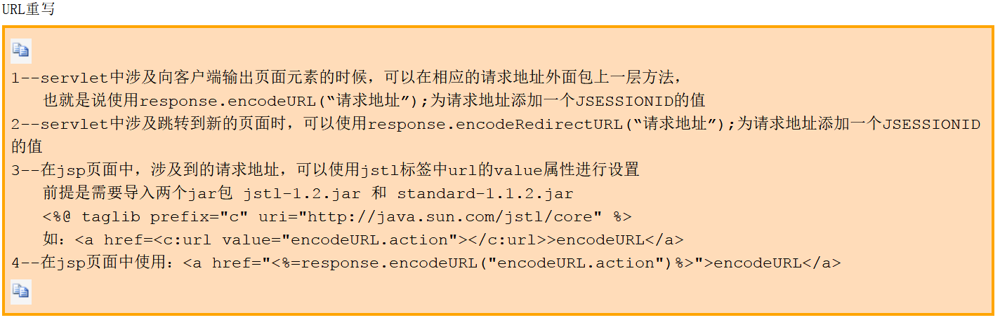 URL重写
1--servlet中涉及向客户端输出页面元素的时候，可以在相应的请求地址外面包上一层方法，
也就是说使用response.encodeURL(“请求地址”);为请求地址添加一个JSESSIONID的值
2--servlet中涉及跳转到新的页面时，可以使用response.encodeRedirectURL(“请求地址”);为请求地址添加一个JSESSIONID
的值
3--在jsp页面中，涉及到的请求地址，可以使用jstl标签中url的value属性进行设置
前提是需要导入两个jar包 jstl-1.2.jar 和 standard-1.1.2.jar
<%@ taglib prefix="c" uri="http://java.sun.com/jstl/core" %>
如：<a href=<c:url value="encodeURL.action"></c:url>>encodeURL</a>
4--在jsp页面中使用：<a href="<%=response.encodeURL("encodeURL.action")%>">encodeURL</a>